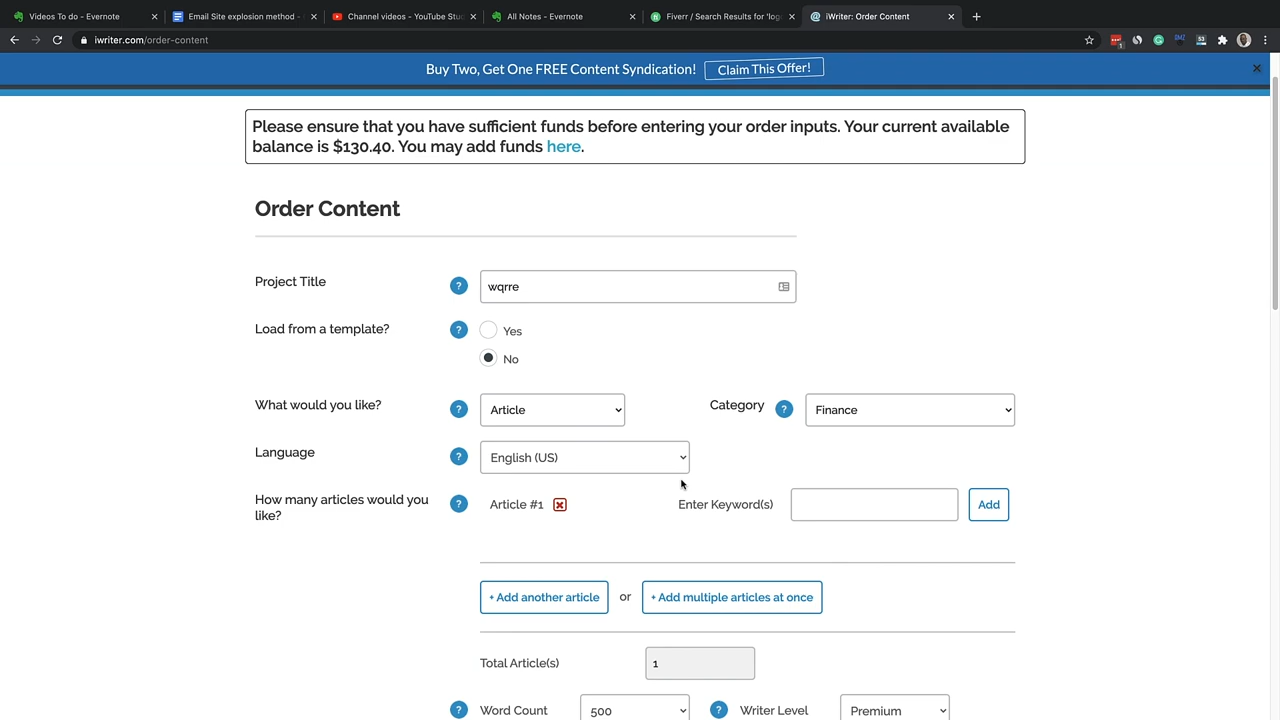 Videos To do - Evernote
Email Site explosion method -
Channel videos - YouTube Stu
All Notes - Evernote
Fiverr / Search Results for 'log
iWriter: Order Content
iwriter.com/order-content
Buy Two, Get One FREE Content Syndication! Claim This Offer!
Please ensure that you have sufficient funds before entering your order inputs. Your current available
balance is $130.40. You may add funds here.
Order Content
Project Title ? wqrre
Load from a template? ? Yes
No
What would you like? ? Article Category ? Finance
Language ? English (US)
How many articles would you
like? ? Article #1 Enter Keyword(s) Add
+ Add another article or + Add multiple articles at once
Total Article(s) 1
? Word Count 500 ? Writer Level Premium